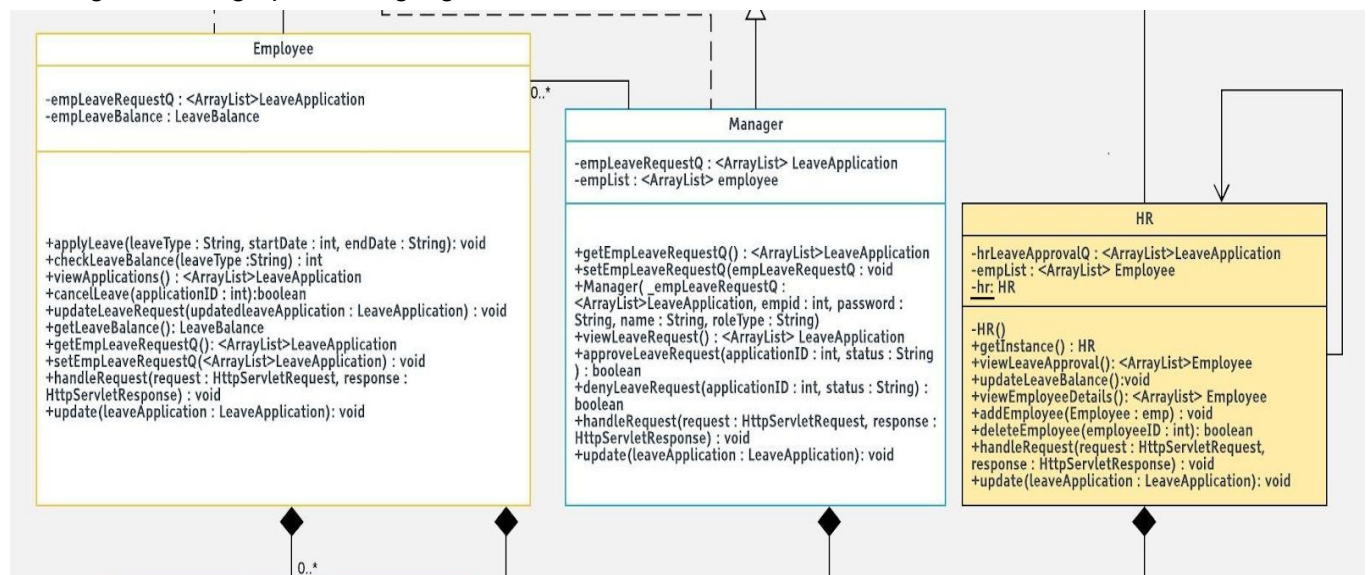 Employee
-empLeaveRequestQ : <ArrayList>LeaveApplication
-empLeaveBalance : LeaveBalance
+applyLeave(leaveType : String, startDate : int, endDate : String): void
+checkLeaveBalance(leaveType :String) : int
+viewApplications() : <ArrayList>LeaveApplication
+cancelLeave(applicationID : int):boolean
+updateLeaveRequest(updatedleaveApplication : LeaveApplication) : void
+getLeaveBalance(): LeaveBalance
+getEmpLeaveRequestQ(): <ArrayList>LeaveApplication
+setEmpLeaveRequestQ(<ArrayList>LeaveApplication) : void
+handleRequest(request : HttpServletRequest, response :
HttpServletResponse) : void
+update(leaveApplication : LeaveApplication): void
0..*
0..*
Manager
-empLeaveRequestQ : <ArrayList> LeaveApplication
-empList : <ArrayList> employee
+getEmpLeaveRequestQ() : <ArrayList>LeaveApplication
+setEmpLeaveRequestQ(empLeaveRequestQ : void
+Manager( _empLeaveRequestQ :
<ArrayList>LeaveApplication, empid : int, password :
String, name : String, roleType : String)
+viewLeaveRequest() : <ArrayList> LeaveApplication
+approveLeaveRequest(applicationID : int, status : String
) : boolean
+denyLeaveRequest(applicationID : int, status : String) :
boolean
+handleRequest(request : HttpServletRequest, response :
HttpServletResponse) : void
+update(leaveApplication : LeaveApplication): void
HR
-hrLeaveApprovalQ : <ArrayList>LeaveApplication
-empList : <ArrayList> Employee
-hr: HR
-HR()
+getInstance() : HR
+viewLeaveApproval(): <ArrayList>Employee
+updateLeaveBalance():void
+viewEmployeeDetails(): <Arraylist> Employee
+addEmployee(Employee : emp) : void
+deleteEmployee(employeeID : int): boolean
+handleRequest(request : HttpServletRequest,
response : HttpServletResponse) : void
+update(leaveApplication : LeaveApplication): void